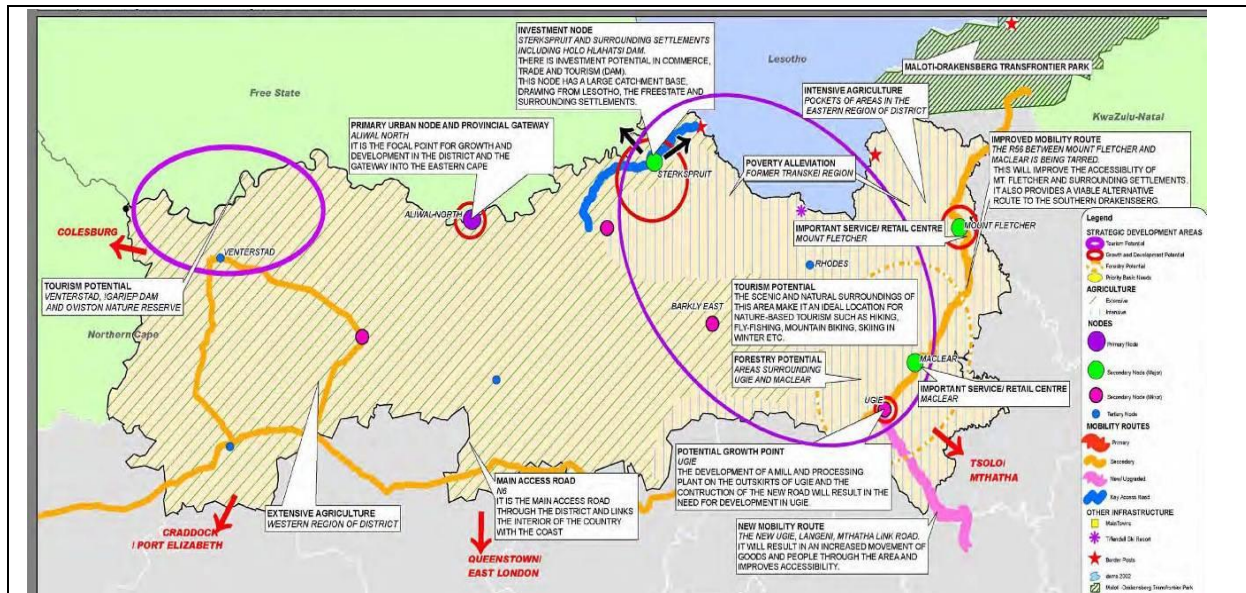 INVESTMENT NODE
STERKSPRUIT AND SURROUNDING SETTLEMENTS
INCLUDING HOLO HLAHATSI DAM.
THERE IS INVESTMENT POTENTIAL IN COMMERCE,
TRADE AND TOURISM (DAM).
THIS NODE HAS A LARGE CATCHMENT BASE,
DRAWING FROM LESOTHO, THE FREESTATE AND
SURROUNDING SETTLEMENTS.
Lesotho
MALOTI-DRAKENSBERG TRANSFRONTIER PARK
Free State
INTENSIVE AGRICULTURE
POCKETS OF AREAS IN THE
EASTERN REGION OF DISTRICT
KwaZulu-Natal
PRIMARY URBAN NODE AND PROVINCIAL GATEWAY
ALIWAL NORTH
IT IS THE FOCAL POINT FOR GROWTH AND
DEVELOPMENT IN THE DISTRICT AND THE
GATEWAY INTO THE EASTERN CAPE
IMPROVED MOBILITY ROUTE
THE R56 BETWEEN MOUNT FLETCHER AND
MACLEAR IS BEING TARRED.
THIS WILL IMPROVE THE ACCESSIBILITY OF
MT. FLETCHER AND SURROUNDING SETTLEMENTS.
IT ALSO PROVIDES A VIABLE ALTERNATIVE
ROUTE TO THE SOUTHERN DRAKENSBERG.
POVERTY ALLEVIATION
FORMER TRANSKEI REGION
STERKSPRUIT
ALIWAL-NORTH
COLESBURG
VENTERSTAD
IMPORTANT SERVICE/ RETAIL CENTRE
MOUNT FLETCHER
MOUNT FLETCHER
RHODES
TOURISM POTENTIAL
VENTERSTAD, !GARIEP DAM
AND OVISTON NATURE RESERVE
Northern Cape
BARKLY EAST
TOURISM POTENTIAL
THE SCENIC AND NATURAL SURROUNDINGS OF
THIS AREA MAKE IT AN IDEAL LOCATION FOR
NATURE-BASED TOURISM SUCH AS HIKING,
FLY-FISHING, MOUNTAIN BIKING, SKIING IN
WINTER ETC.
FORESTRY POTENTIAL
AREAS SURROUNDING
UGIE AND MACLEAR
MACLEAR
IMPORTANT SERVICE/ RETAIL CENTRE
MACLEAR
UGIE
POTENTIAL GROWTH POINT
UGIE
THE DEVELOPMENT OF A MILL AND PROCESSING
PLANT ON THE OUTSKIRTS OF UGIE AND THE
CONTRUCTION OF THE NEW ROAD WILL RESULT IN THE
NEED FOR DEVELOPMENT IN UGIE.
TSOLO/
MTHATHA
MAIN ACCESS ROAD
N6
IT IS THE MAIN ACCESS ROAD
THROUGH THE DISTRICT AND LINKS
THE INTERIOR OF THE COUNTRY
WITH THE COAST
EXTENSIVE AGRICULTURE
WESTERN REGION OF DISTRICT
CRADDOCK
/ PORT ELIZABETH
QUEENSTOWN/
EAST LONDON
NEW MOBILITY ROUTE
THE NEW UGIE, LANGENI, MTHATHA LINK ROAD.
IT WILL RESULT IN AN INCREASED MOVEMENT OF
GOODS AND PEOPLE THROUGH THE AREA AND
IMPROVES ACCESSIBILITY.
Legend
STRATEGIC DEVELOPMENT AREAS
Tourism Potential
Growth and Development Potential
Forestry Potential
Priority Basic Needs
AGRICULTURE
Extensive
Intensive
NODES
Primary Node
Secondary Node (Major)
Secondary Node (Minor)
Tertiary Node
MOBILITY ROUTES
Primary
Secondary
New/ Upgraded
Key Access Road
OTHER INFRASTRUCTURE
Main Towns
Tiffendell Ski Resort
Border Posts
dams 2002
Maloti-Drakensberg Transfrontier Park